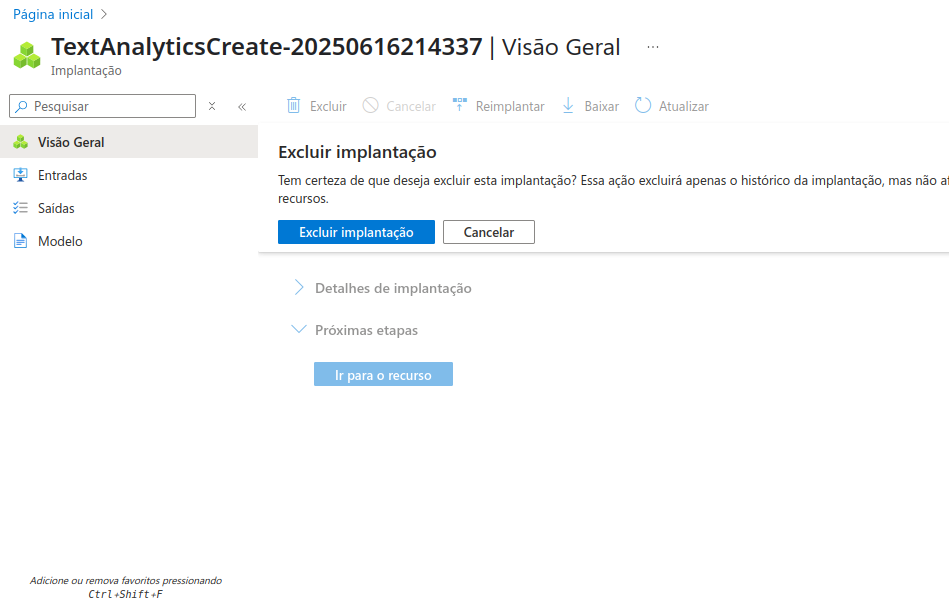 Página inicial
TextAnalyticsCreate-20250616214337 | Visão Geral ...
Implantação
Pesquisar
Excluir Cancelar Reimplantar Baixar Atualizar
Visão Geral
Entradas
Saídas
Modelo
Excluir implantação
Tem certeza de que deseja excluir esta implantação? Essa ação excluirá apenas o histórico da implantação, mas não
recursos.
Excluir implantação Cancelar
Detalhes de implantação
Próximas etapas
Ir para o recurso
Adicione ou remova favoritos pressionando
Ctrl+Shift+F